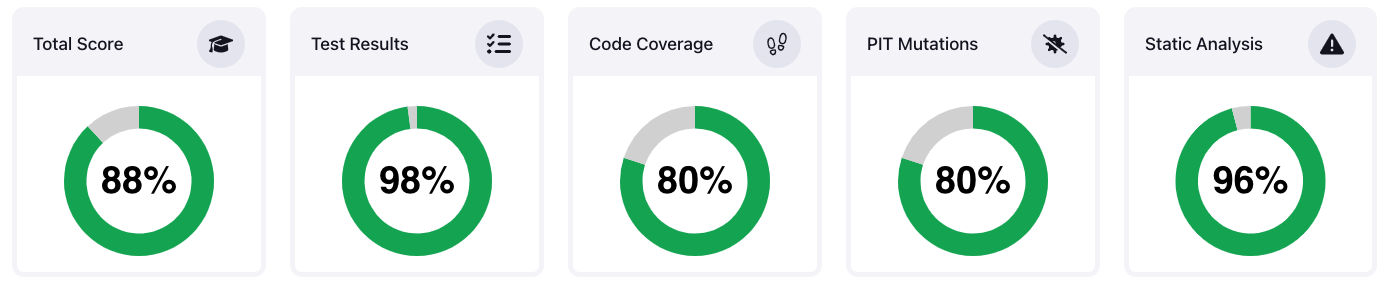 Total Score
88%
Test Results
98%
Code Coverage
80%
PIT Mutations
80%
Static Analysis
96%